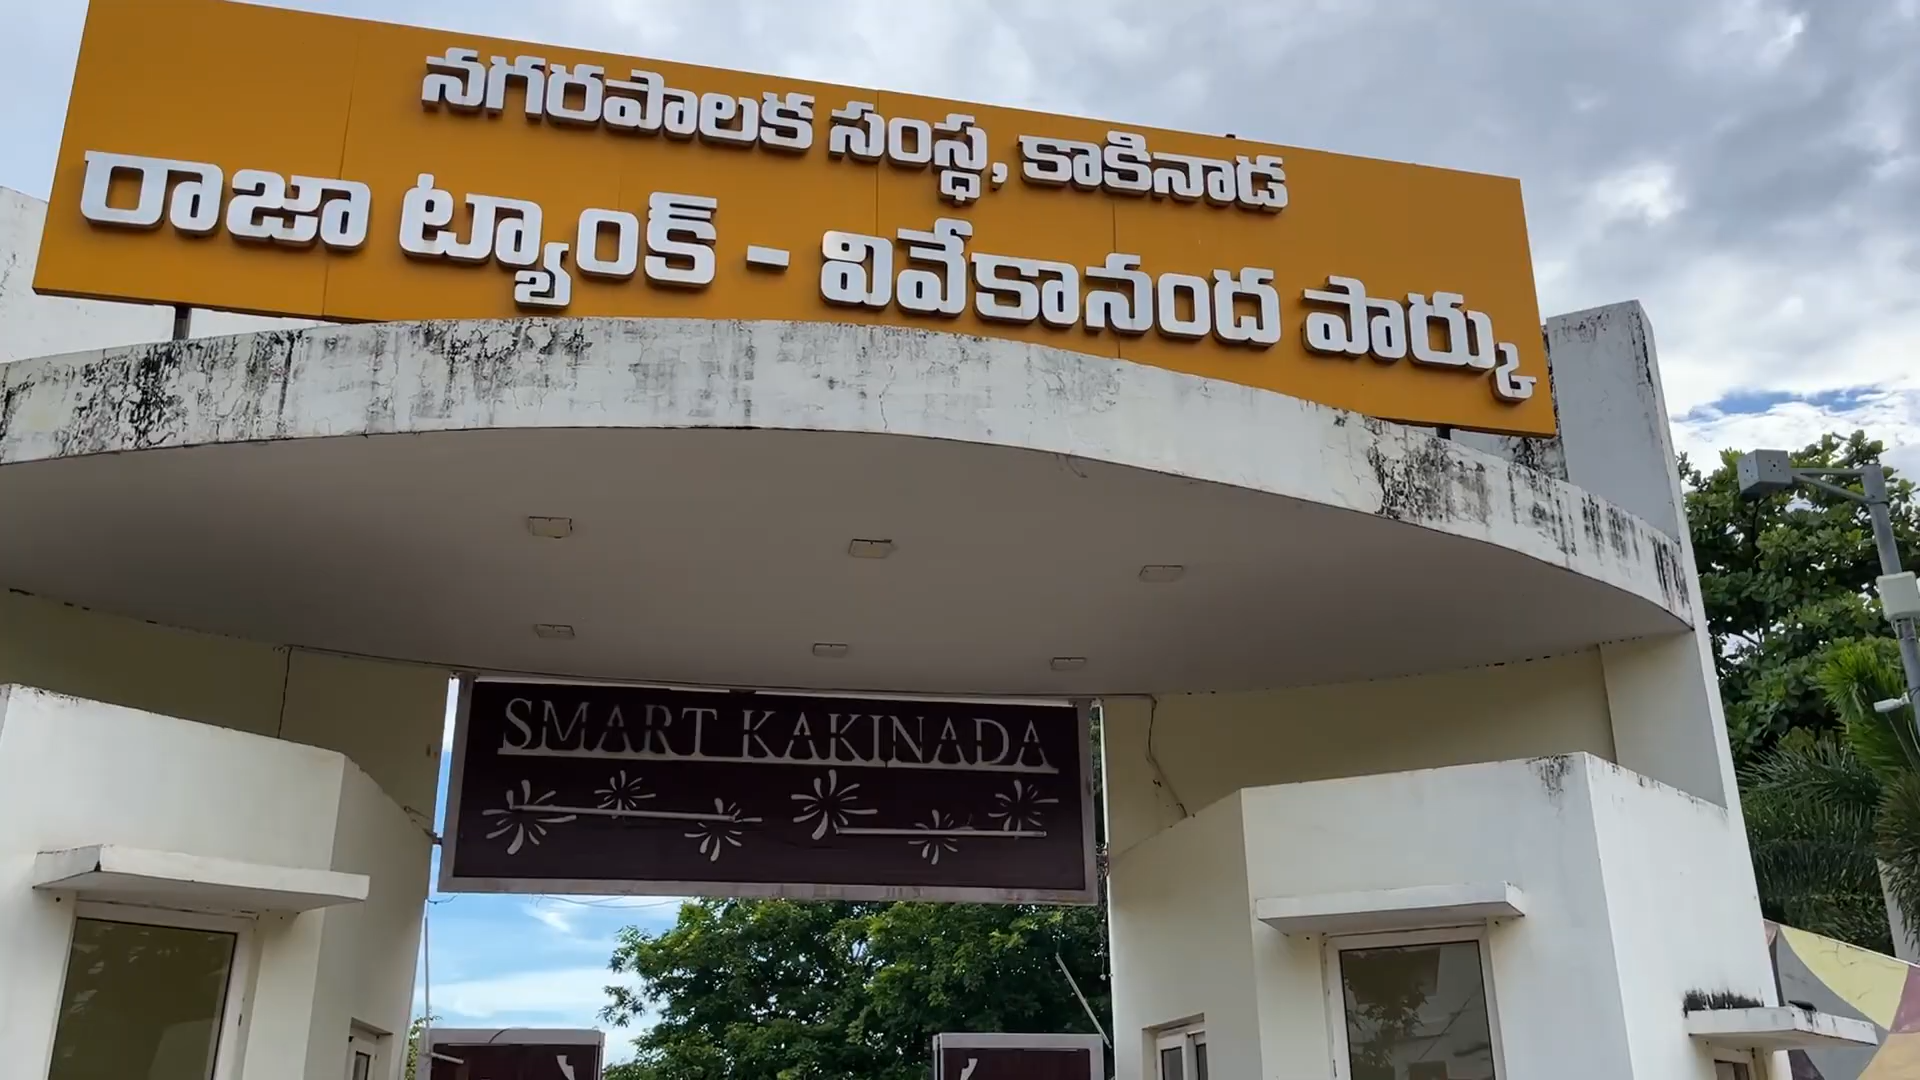 నగరపాలక సంస్థ, కాకినాడ
రాజా ట్యాంక్ - వివేకానంద పార్కు
SMART KAKINADA